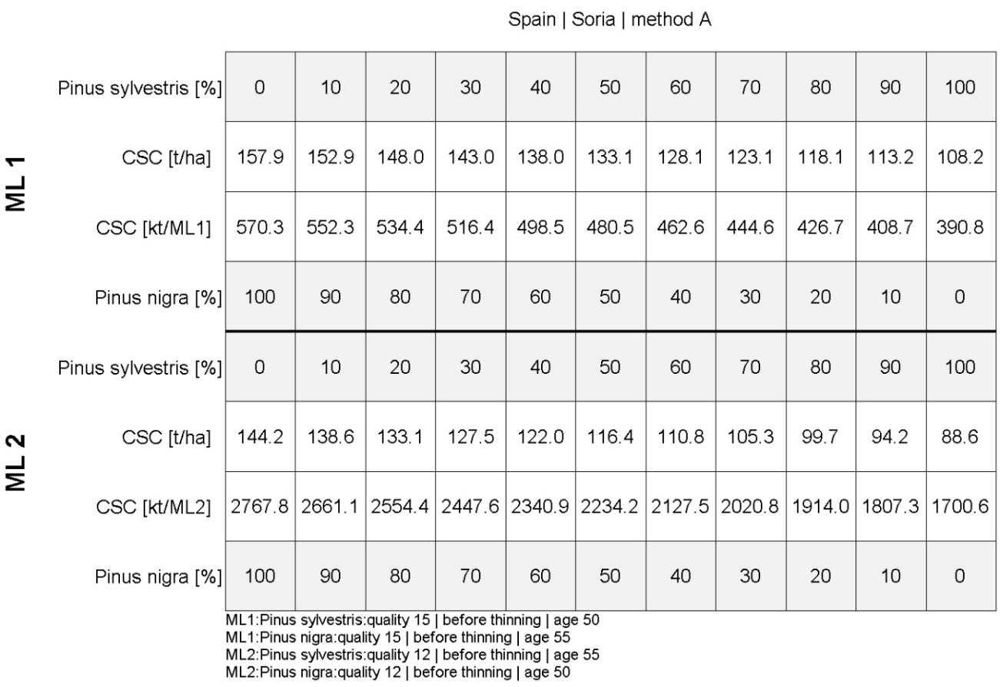 Spain | Soria | method A
ML 1
Pinus sylvestris [%] 0 10 20 30 40 50 60 70 80 90 100
CSC [t/ha] 157.9 152.9 148.0 143.0 138.0 133.1 128.1 123.1 118.1 113.2 108.2
CSC [kt/ML1] 570.3 552.3 534.4 516.4 498.5 480.5 462.6 444.6 426.7 408.7 390.8
Pinus nigra [%] 100 90 80 70 60 50 40 30 20 10 0
ML 2
Pinus sylvestris [%] 0 10 20 30 40 50 60 70 80 90 100
CSC [t/ha] 144.2 138.6 133.1 127.5 122.0 116.4 110.8 105.3 99.7 94.2 88.6
CSC [kt/ML2] 2767.8 2661.1 2554.4 2447.6 2340.9 2234.2 2127.5 2020.8 1914.0 1807.3 1700.6
Pinus nigra [%] 100 90 80 70 60 50 40 30 20 10 0
ML1:Pinus sylvestris:quality 15 | before thinning | age 50
ML1:Pinus nigra:quality 15 | before thinning | age 55
ML2:Pinus sylvestris:quality 12 | before thinning | age 55
ML2:Pinus nigra:quality 12 | before thinning | age 50